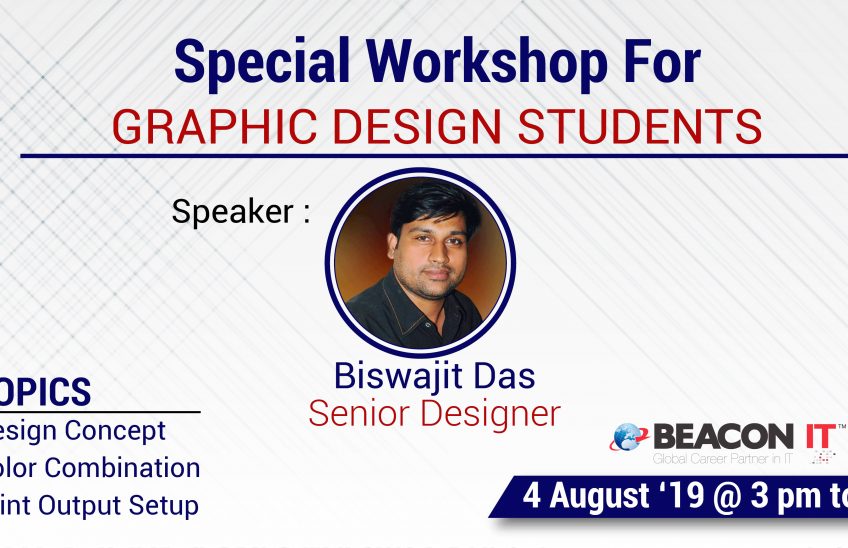 Special Workshop For
GRAPHIC DESIGN STUDENTS
Speaker :
Biswajit Das
Senior Designer
OPICS
esign Concept
olor Combination
int Output Setup
BEACON IT™
Global Career Partner in IT
4 August ‘19 @ 3 pm to